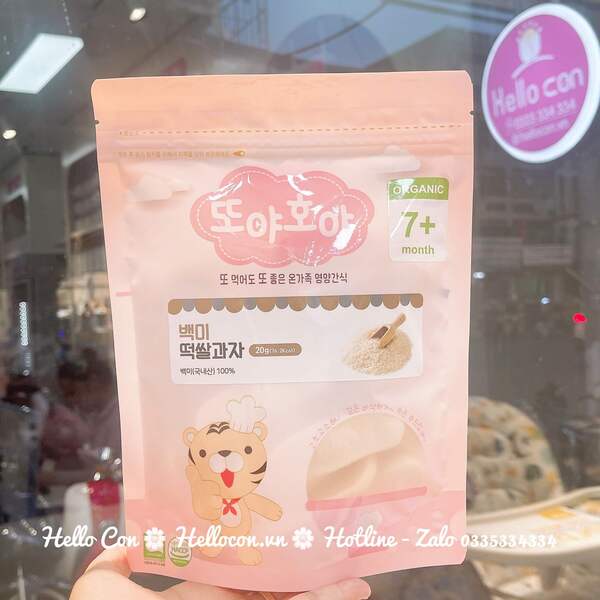 Hello con
또야호야
ORGANIC
7+
month
또 먹어도 또 좋은 온가족 영양간식
백미
떡쌀과자
20g
백미(국내산) 100%
Hello Con Hellocon.vn Hotline - Zalo 0335334334
HACCP